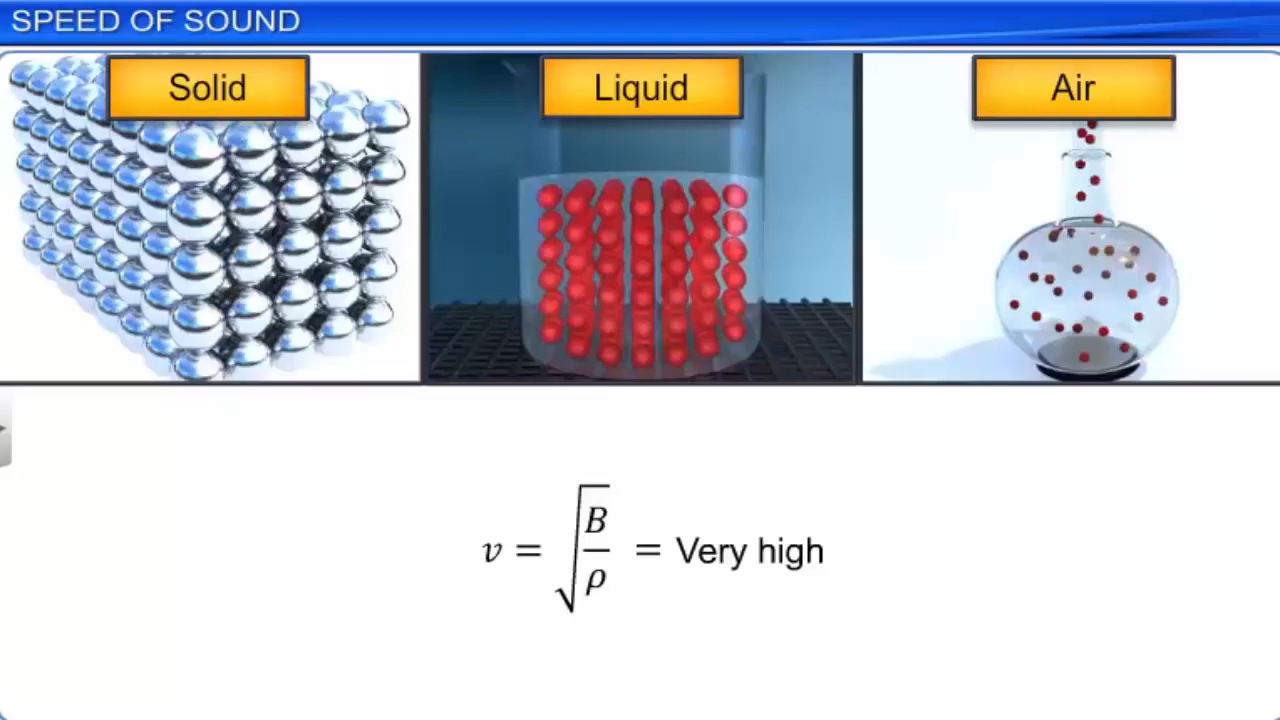 SPEED OF SOUND
Solid
Liquid
Air
v = √(B/ρ) = Very high